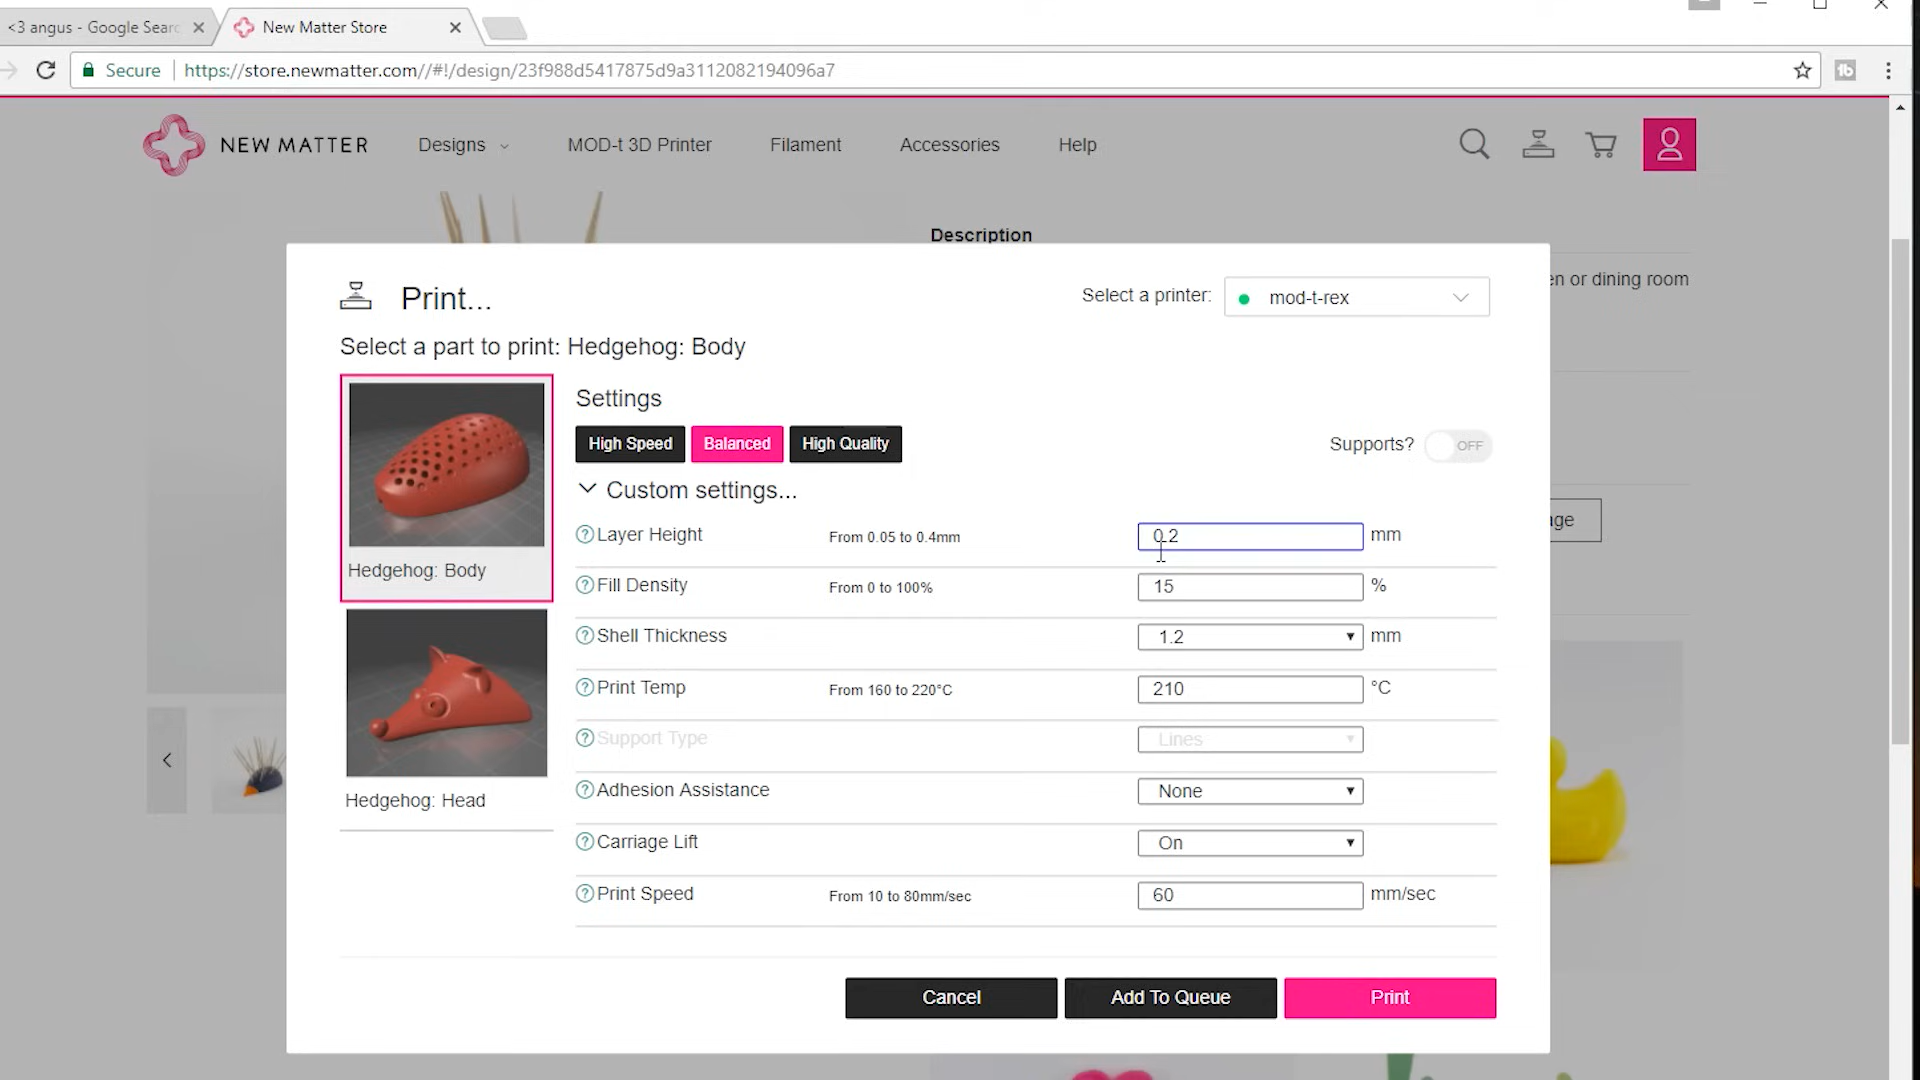 <3 angus - Google Searc
New Matter Store
Secure
https://store.newmatter.com//#!/design/23f988d5417875d9a3112082194096a7
NEW MATTER
Designs
MOD-t 3D Printer
Filament
Accessories
Help
Description
en or dining room
Print...
Select a printer:
mod-t-rex
Select a part to print: Hedgehog: Body
Settings
High Speed
Balanced
High Quality
Supports?
OFF
Custom settings...
Layer Height
From 0.05 to 0.4mm
0.2
mm
Fill Density
From 0 to 100%
15
%
Shell Thickness
1.2
mm
Print Temp
From 160 to 220°C
210
°C
Support Type
Lines
Adhesion Assistance
None
Carriage Lift
On
Print Speed
From 10 to 80mm/sec
60
mm/sec
Hedgehog: Body
Hedgehog: Head
Cancel
Add To Queue
Print